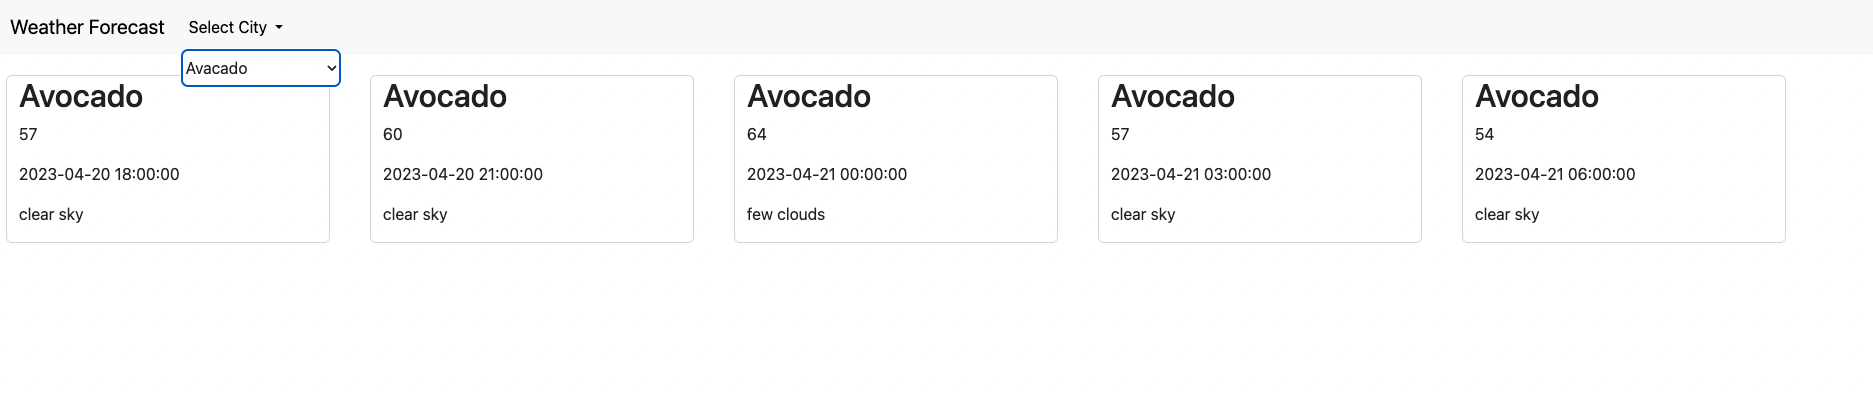 Weather Forecast
Select City
Avacado
Avocado
57
2023-04-20 18:00:00
clear sky
Avocado
60
2023-04-20 21:00:00
clear sky
Avocado
64
2023-04-21 00:00:00
few clouds
Avocado
57
2023-04-21 03:00:00
clear sky
Avocado
54
2023-04-21 06:00:00
clear sky